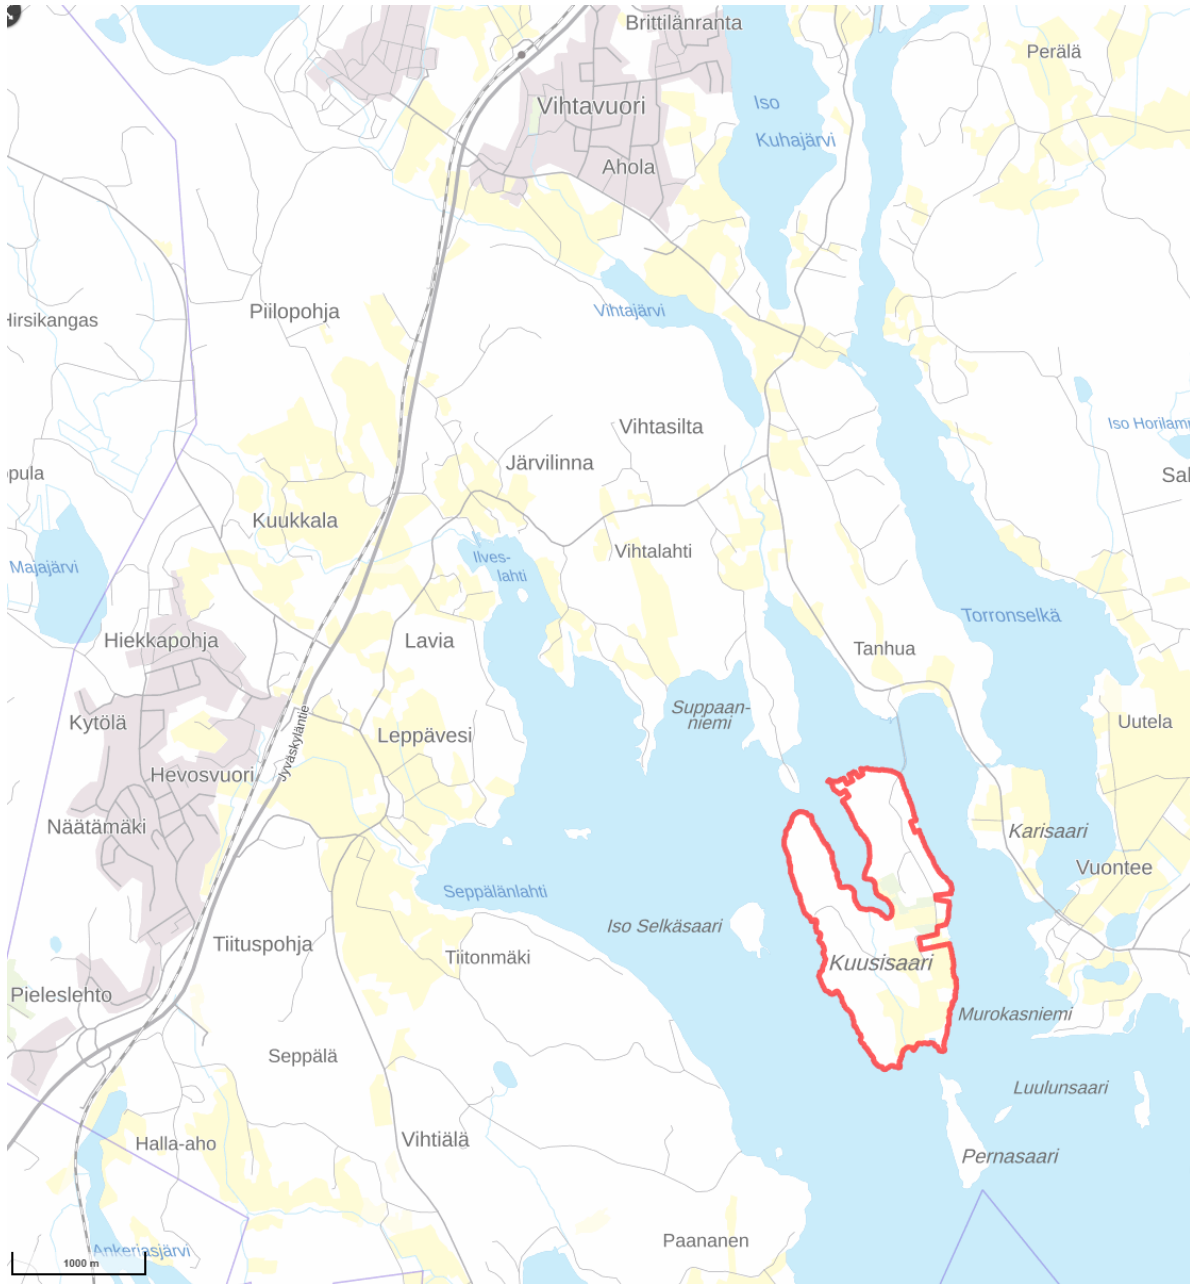 Brittilänranta
Perälä
Vihtavuori
Iso
Kuhajärvi
Ahola
Vihtajärvi
Piilopohja
Hirsikangas
Vihtasilta
Iso Horilam
Järvilinna
Kuukkala
Vihtalahti
Ilves-
lahti
Majajärvi
Torronselkä
Hiekkapohja
Lavia
Tanhua
Suppaan-
niemi
Kytölä
Leppävesi
Uutela
Jyväskyläntie
Hevosvuori
Näätämäki
Karisaari
Vuontee
Seppälänlahti
Iso Selkäsaari
Tiituspohja
Tiitonmäki
Kuusisaari
Pieleslehto
Murokasniemi
Seppälä
Luulunsaari
Halla-aho
Vihtiälä
Pernasaari
Paananen
Ankeriasjärvi
1000 m